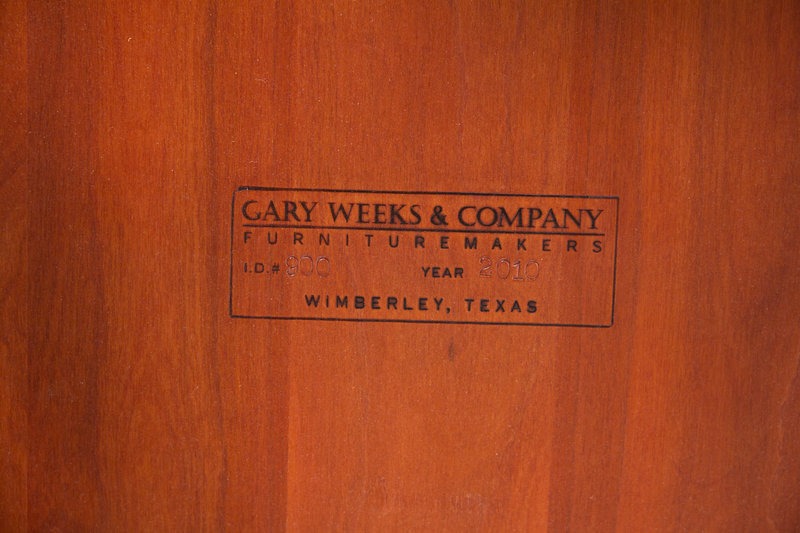 GARY WEEKS & COMPANY
FURNITUREMAKERS
I.D.# 900 YEAR 2010
WIMBERLEY, TEXAS